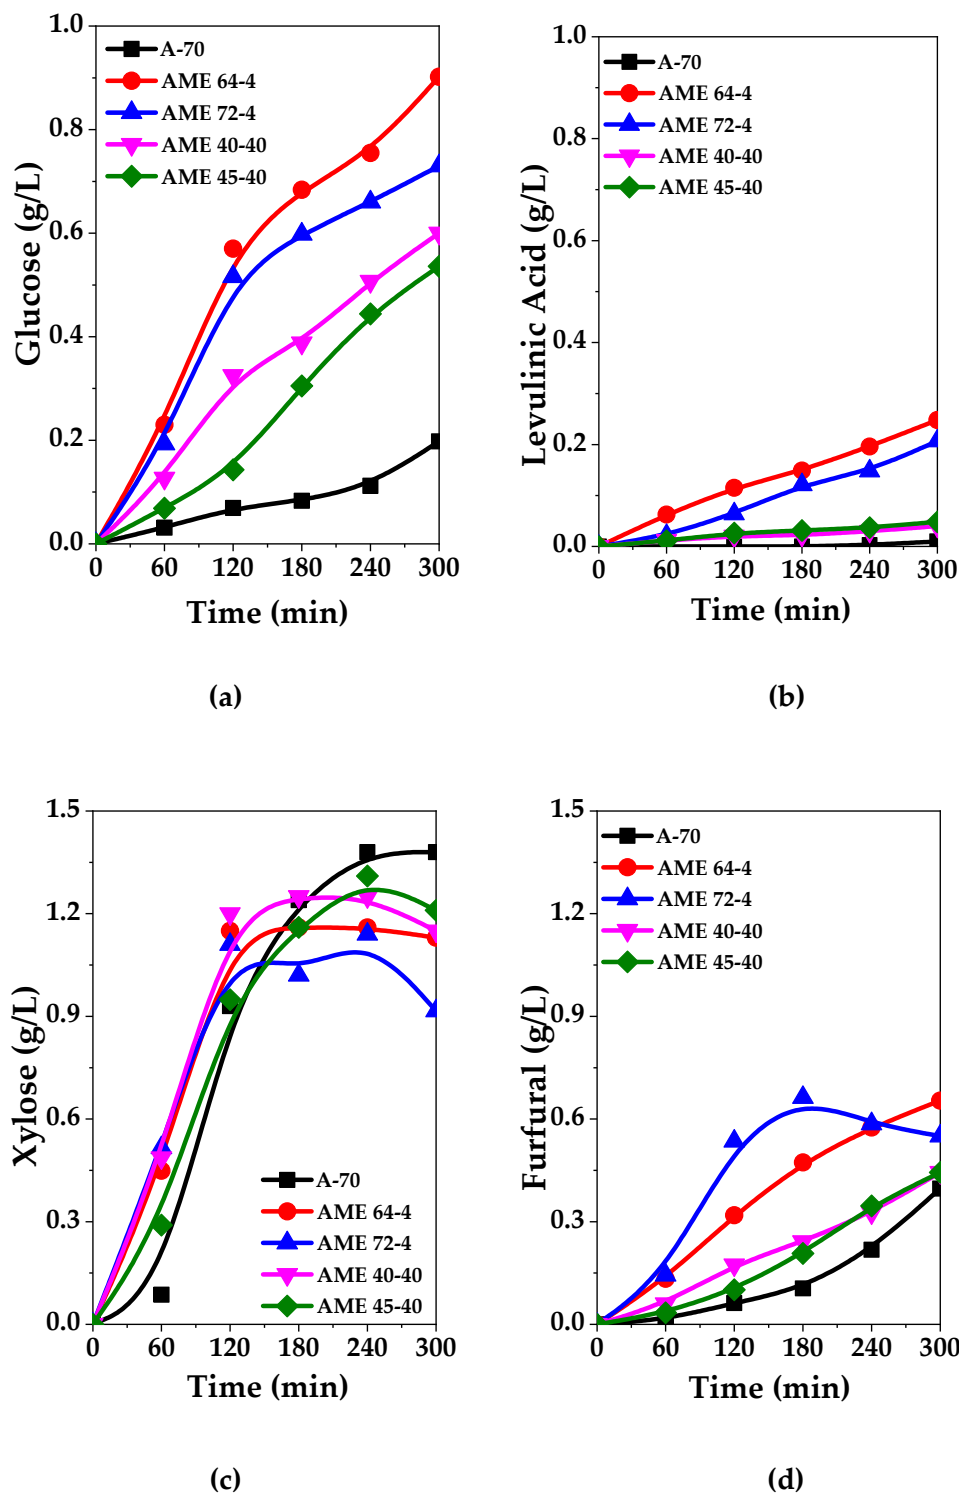 1.0
0.8
0.6
0.4
0.2
0.0
Glucose (g/L)
A-70
AME 64-4
AME 72-4
AME 40-40
AME 45-40
0 60 120 180 240 300
Time (min)
(a)
1.0
0.8
0.6
0.4
0.2
0.0
Levulinic Acid (g/L)
A-70
AME 64-4
AME 72-4
AME 40-40
AME 45-40
0 60 120 180 240 300
Time (min)
(b)
1.5
1.2
0.9
0.6
0.3
0.0
Xylose (g/L)
A-70
AME 64-4
AME 72-4
AME 40-40
AME 45-40
0 60 120 180 240 300
Time (min)
(c)
1.5
1.2
0.9
0.6
0.3
0.0
Furfural (g/L)
A-70
AME 64-4
AME 72-4
AME 40-40
AME 45-40
0 60 120 180 240 300
Time (min)
(d)